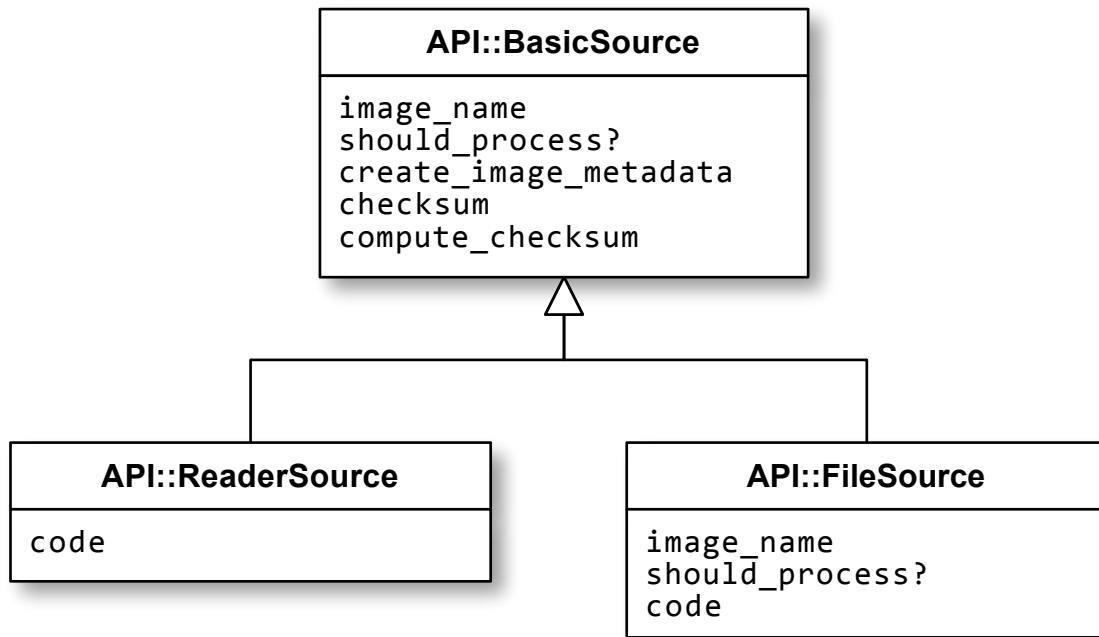 API::BasicSource
image_name
should_process?
create_image_metadata
checksum
compute_checksum
API::ReaderSource
code
API::FileSource
image_name
should_process?
code